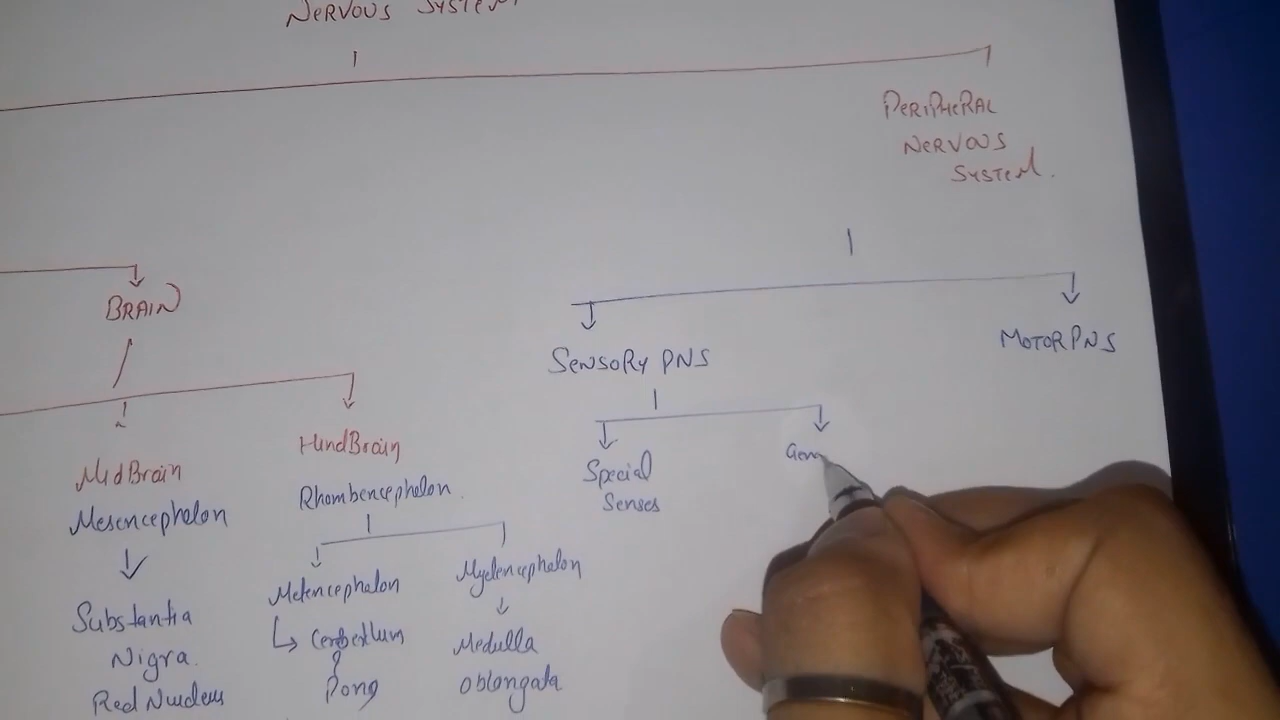 NERVOUS SYSTEM
PERIPHERAL
NERVOUS
SYSTEM.
BRAIN
MidBrain
Mesencephalon
Substantia
Nigra.
Red Nucleus
HindBrain
Rhombencephalon.
Metencephalon
Cerebellum
&
Pons
Myelencephalon
Medulla
Oblongata
SENSORY PNS
Special
Senses
Gen
MOTOR PNS